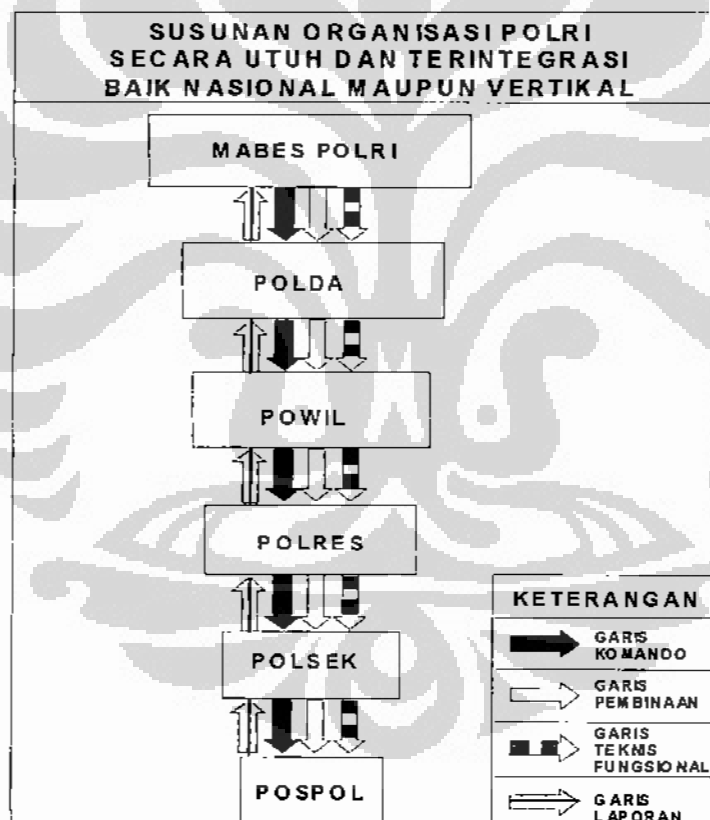 SUSUNAN ORGANISASI POLRI
SECARA UTUH DAN TERINTEGRASI
BAIK NASIONAL MAUPUN VERTIKAL
MABES POLRI
POLDA
POWIL
POLRES
POLSEK
POSPOL
KETERANGAN
GARIS
KOMANDO
GARIS
PEMBINAAN
GARIS
TEKNIS
FUNGSIONAL
GARIS
LAPORAN